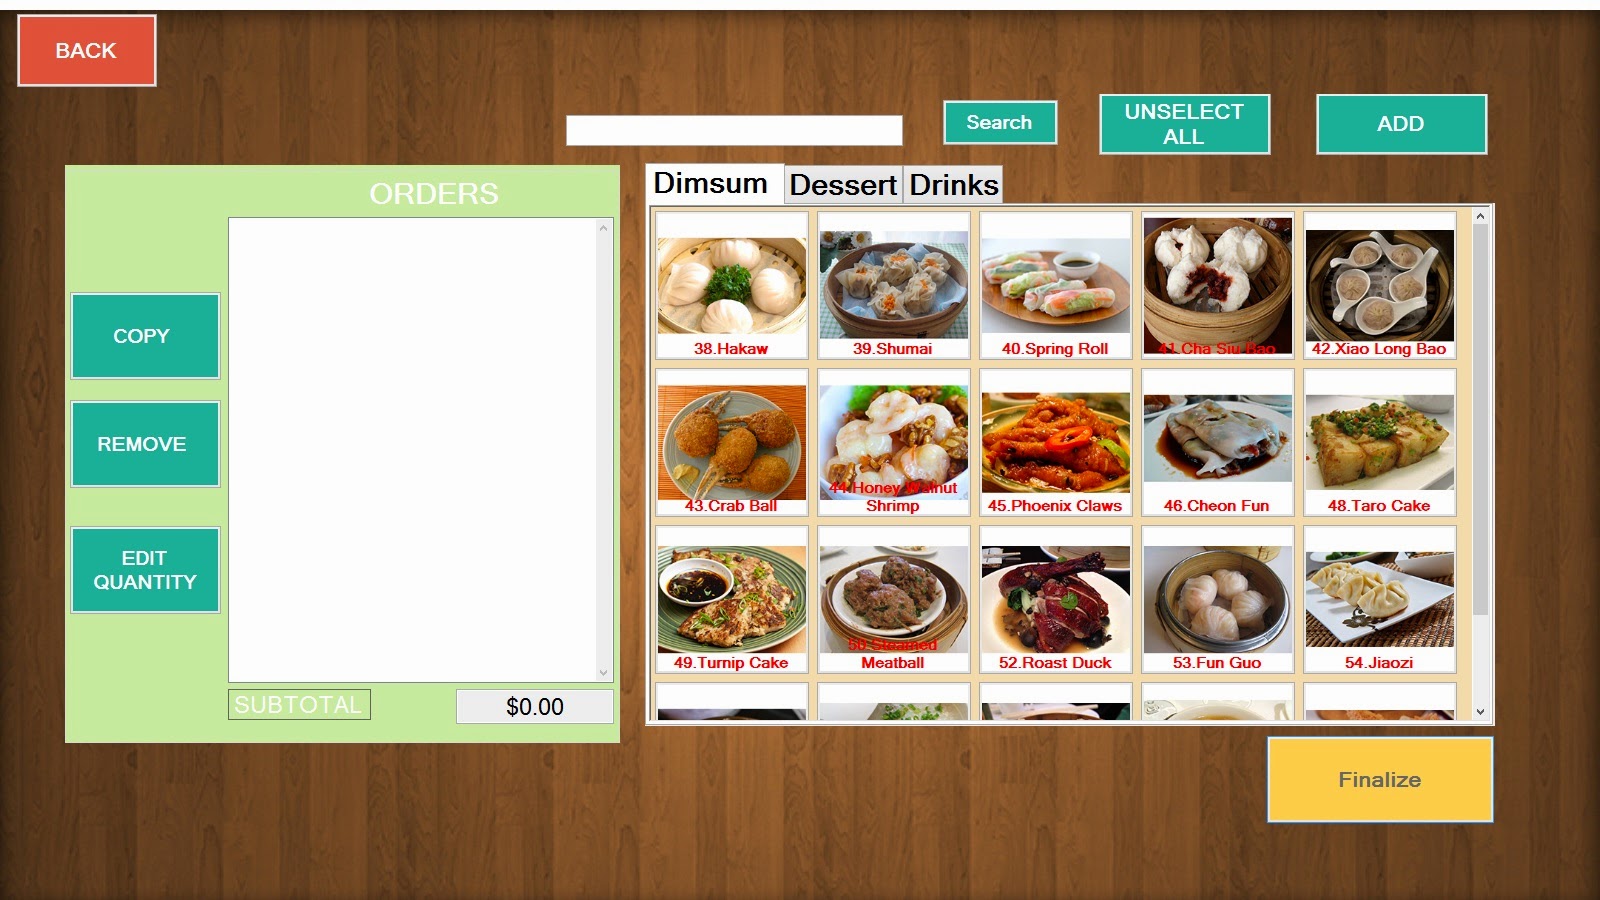 BACK
Search
UNSELECT
ALL
ADD
ORDERS
COPY
REMOVE
EDIT
QUANTITY
SUBTOTAL
$0.00
Dimsum
Dessert
Drinks
38.Hakaw
39.Shumai
40.Spring Roll
41.Cha Siu Bao
42.Xiao Long Bao
43.Crab Ball
44.Honey Walnut
Shrimp
45.Phoenix Claws
46.Cheon Fun
48.Taro Cake
49.Turnip Cake
50.Steamed
Meatball
52.Roast Duck
53.Fun Guo
54.Jiaozi
Finalize